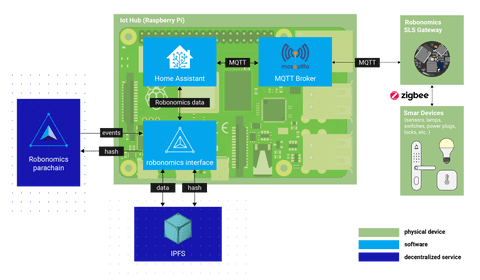 IoT Hub (Raspberry Pi)
Home Assistant
MQTT
mosquitto
MQTT Broker
MQTT
Robonomics
SLS Gateway
zigbee
Smar Devices
(sensors, lamps,
switches, power plugs,
locks, etc. )
Robonomics data
Robonomics
parachain
events
hash
robonomics interface
data
hash
IPFS
physical device
software
decentralized service